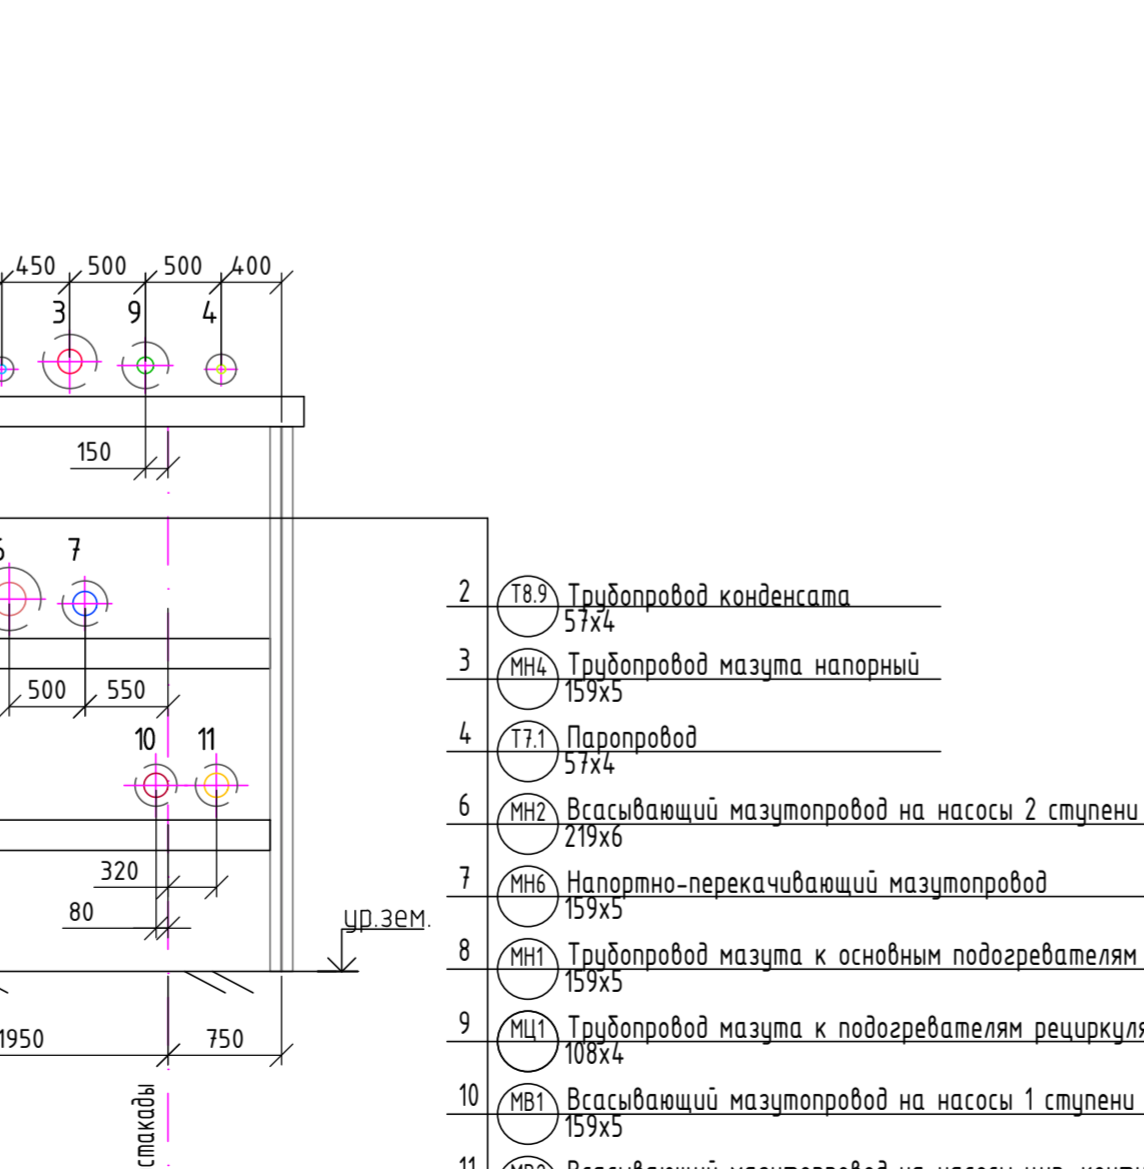 450 500 500 400
3 9 4
150
7
500 550
10 11
320
80
ур.зем.
1950 750
2 Т8.9 Трубопровод конденсата
57х4
3 МН4 Трубопровод мазута напорный
159х5
4 Т7.1 Паропровод
57х4
6 МН2 Всасывающий мазутопровод на насосы 2 ступени
219х6
7 МН6 Напортно-перекачивающий мазутопровод
159х5
8 МН1 Трубопровод мазута к основным подогревателям
159х5
9 МЦ1 Трубопровод мазута к подогревателям рециркуля
108х4
10 МВ1 Всасывающий мазутопровод на насосы 1 ступени
159х5
11
стакады